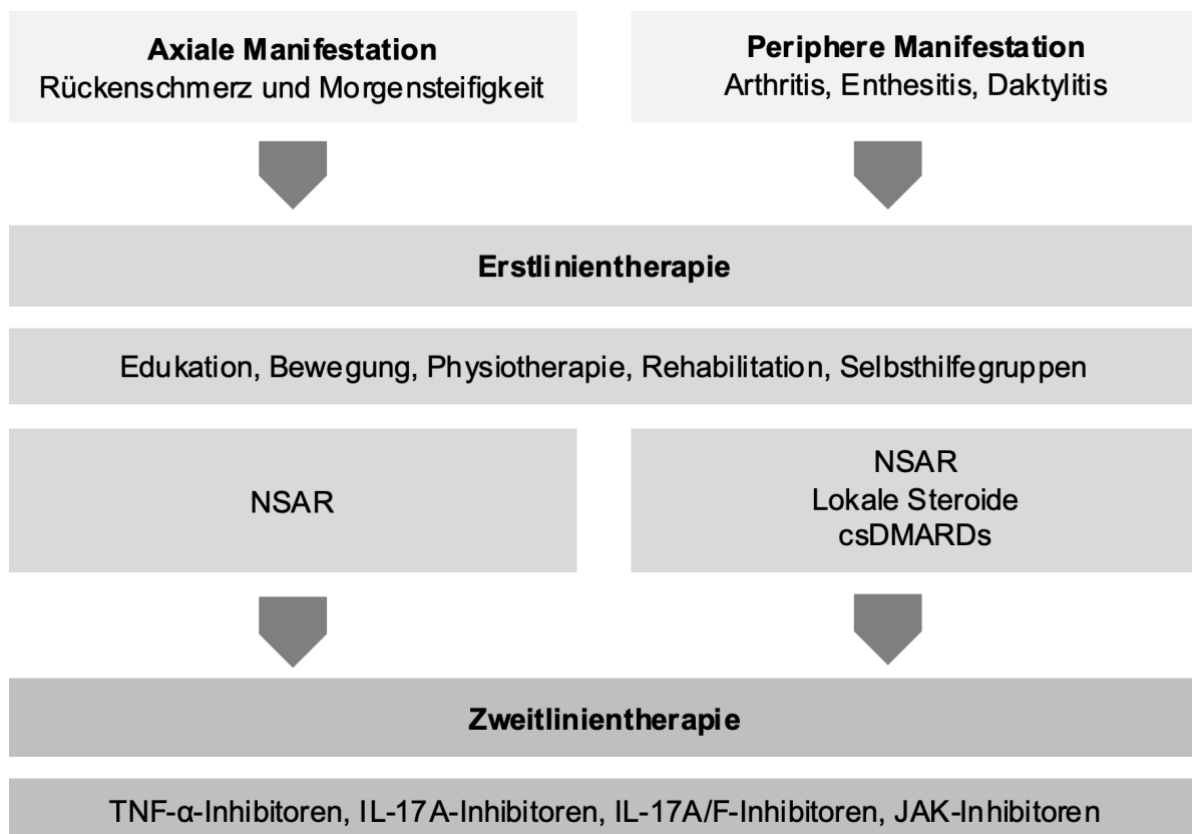 Axiale Manifestation
Rückenschmerz und Morgensteifigkeit
Periphere Manifestation
Arthritis, Enthesitis, Daktylitis
Erstlinientherapie
Edukation, Bewegung, Physiotherapie, Rehabilitation, Selbsthilfegruppen
NSAR
NSAR
Lokale Steroide
csDMARDs
Zweitlinientherapie
TNF-α-Inhibitoren, IL-17A-Inhibitoren, IL-17A/F-Inhibitoren, JAK-Inhibitoren